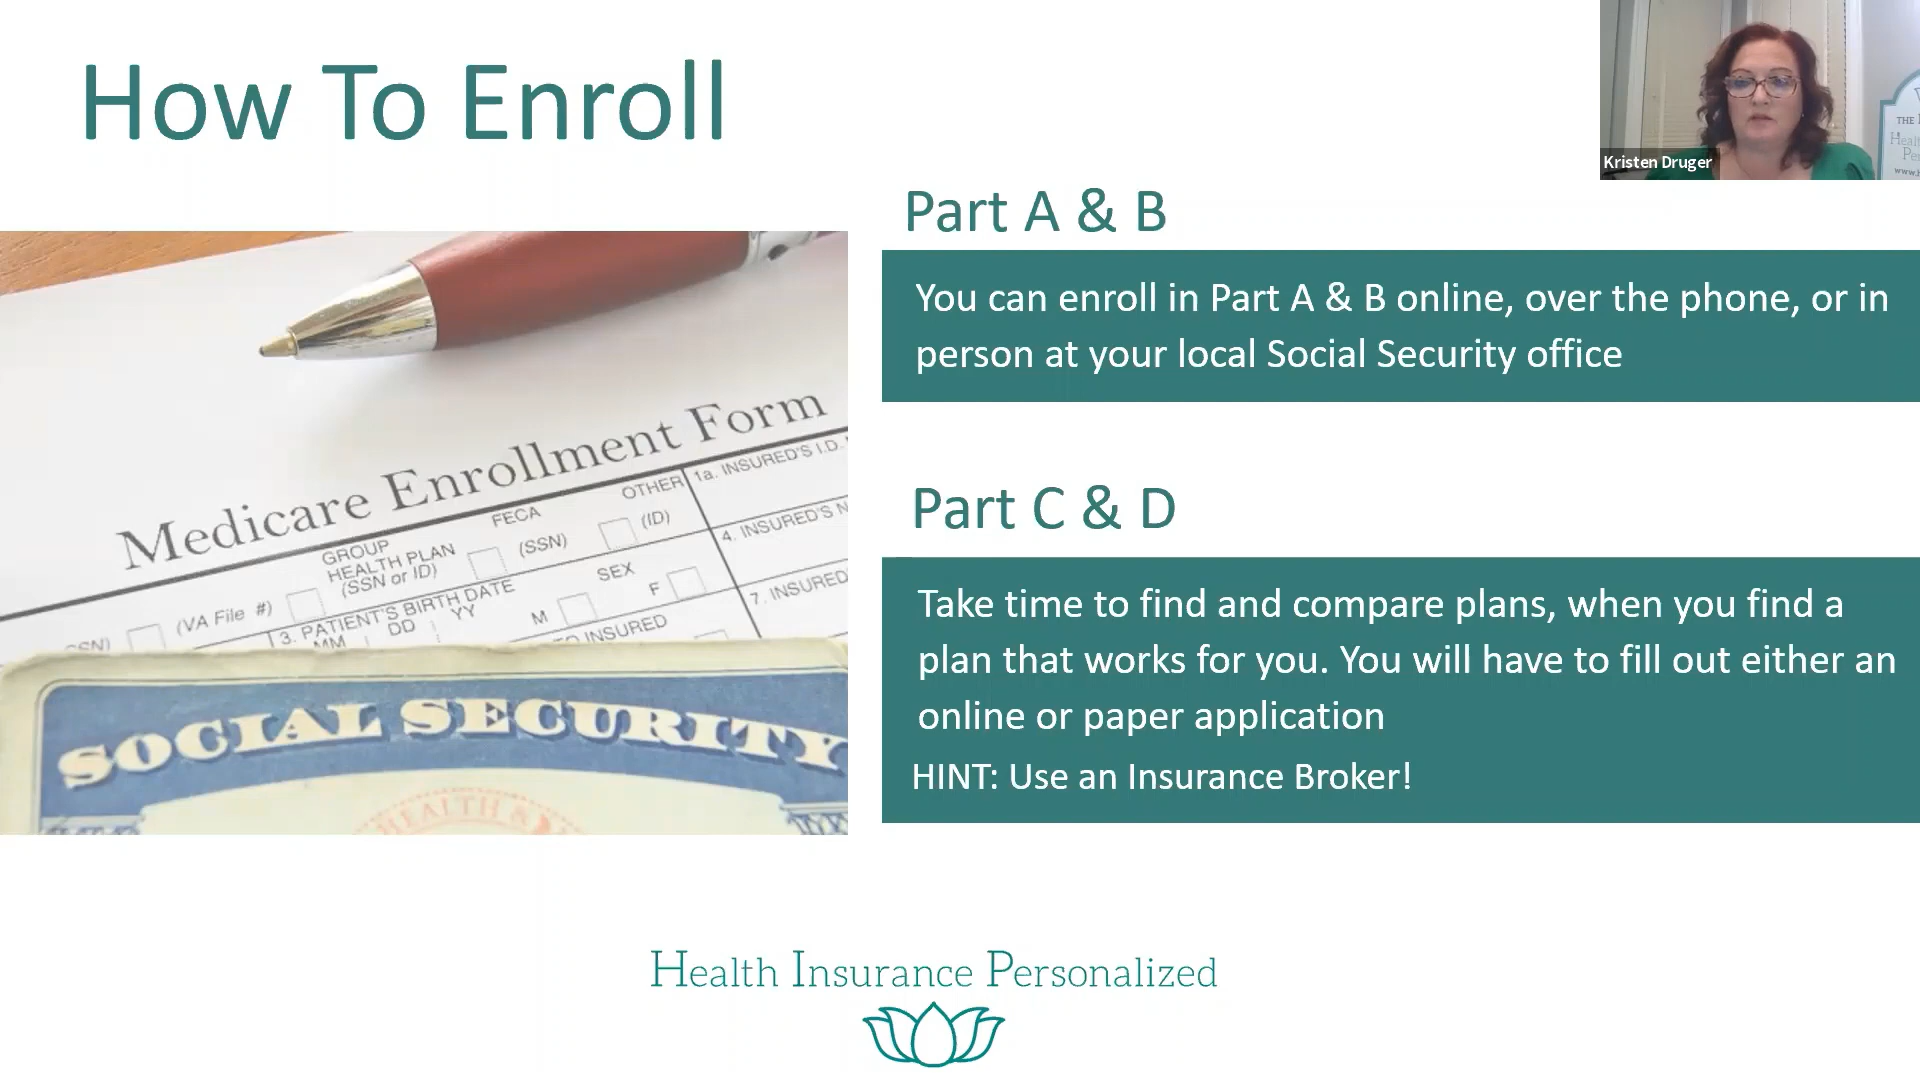 How To Enroll
THE
Kristen Druger
Part A & B
You can enroll in Part A & B online, over the phone, or in
person at your local Social Security office
Medicare Enrollment Form
OTHER
1a. INSURED'S I.D.
FECA
(ID)
GROUP
HEALTH PLAN
(SSN or ID)
(SSN)
4. INSURED'S N
SEX
(VA File #)
3. PATIENT'S BIRTH DATE
MM DD YY
M F
7. INSURED
INSURED
SOCIAL SECURITY
HEALTH &
Part C & D
Take time to find and compare plans, when you find a
plan that works for you. You will have to fill out either an
online or paper application
HINT: Use an Insurance Broker!
Health Insurance Personalized